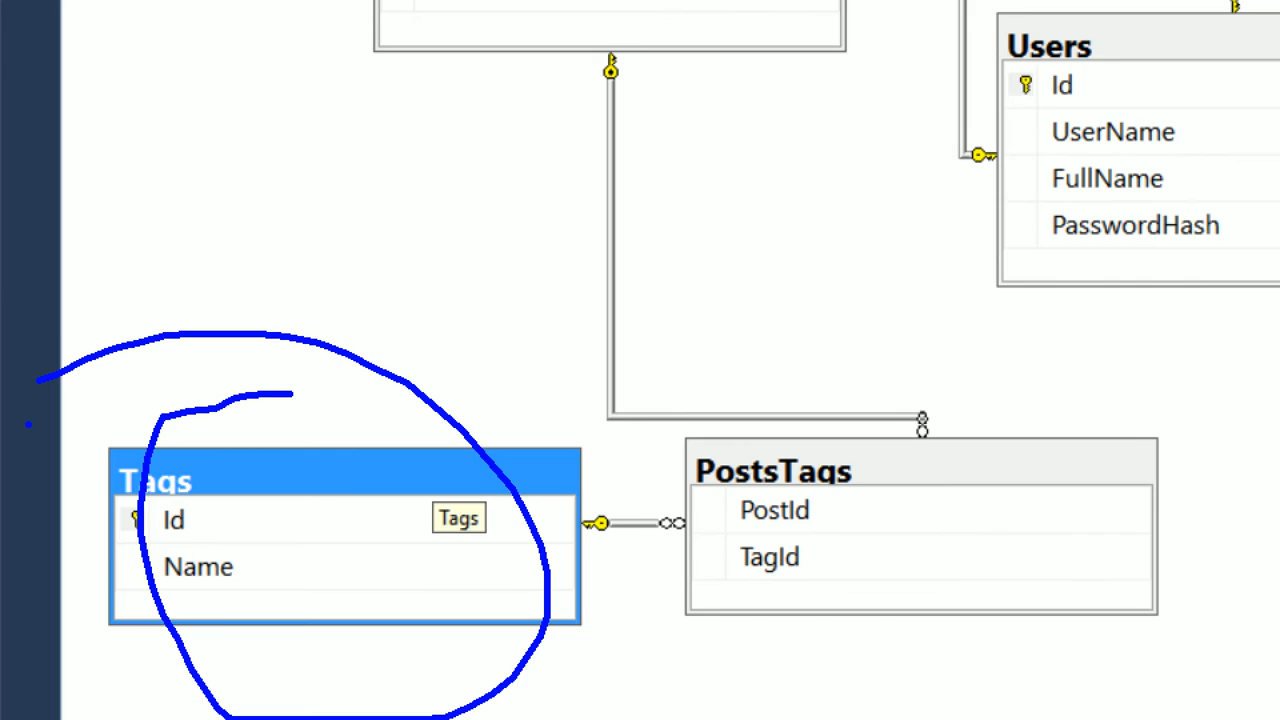 Users
Id
UserName
FullName
PasswordHash
Tags
Id
Tags
Name
PostsTags
PostId
TagId